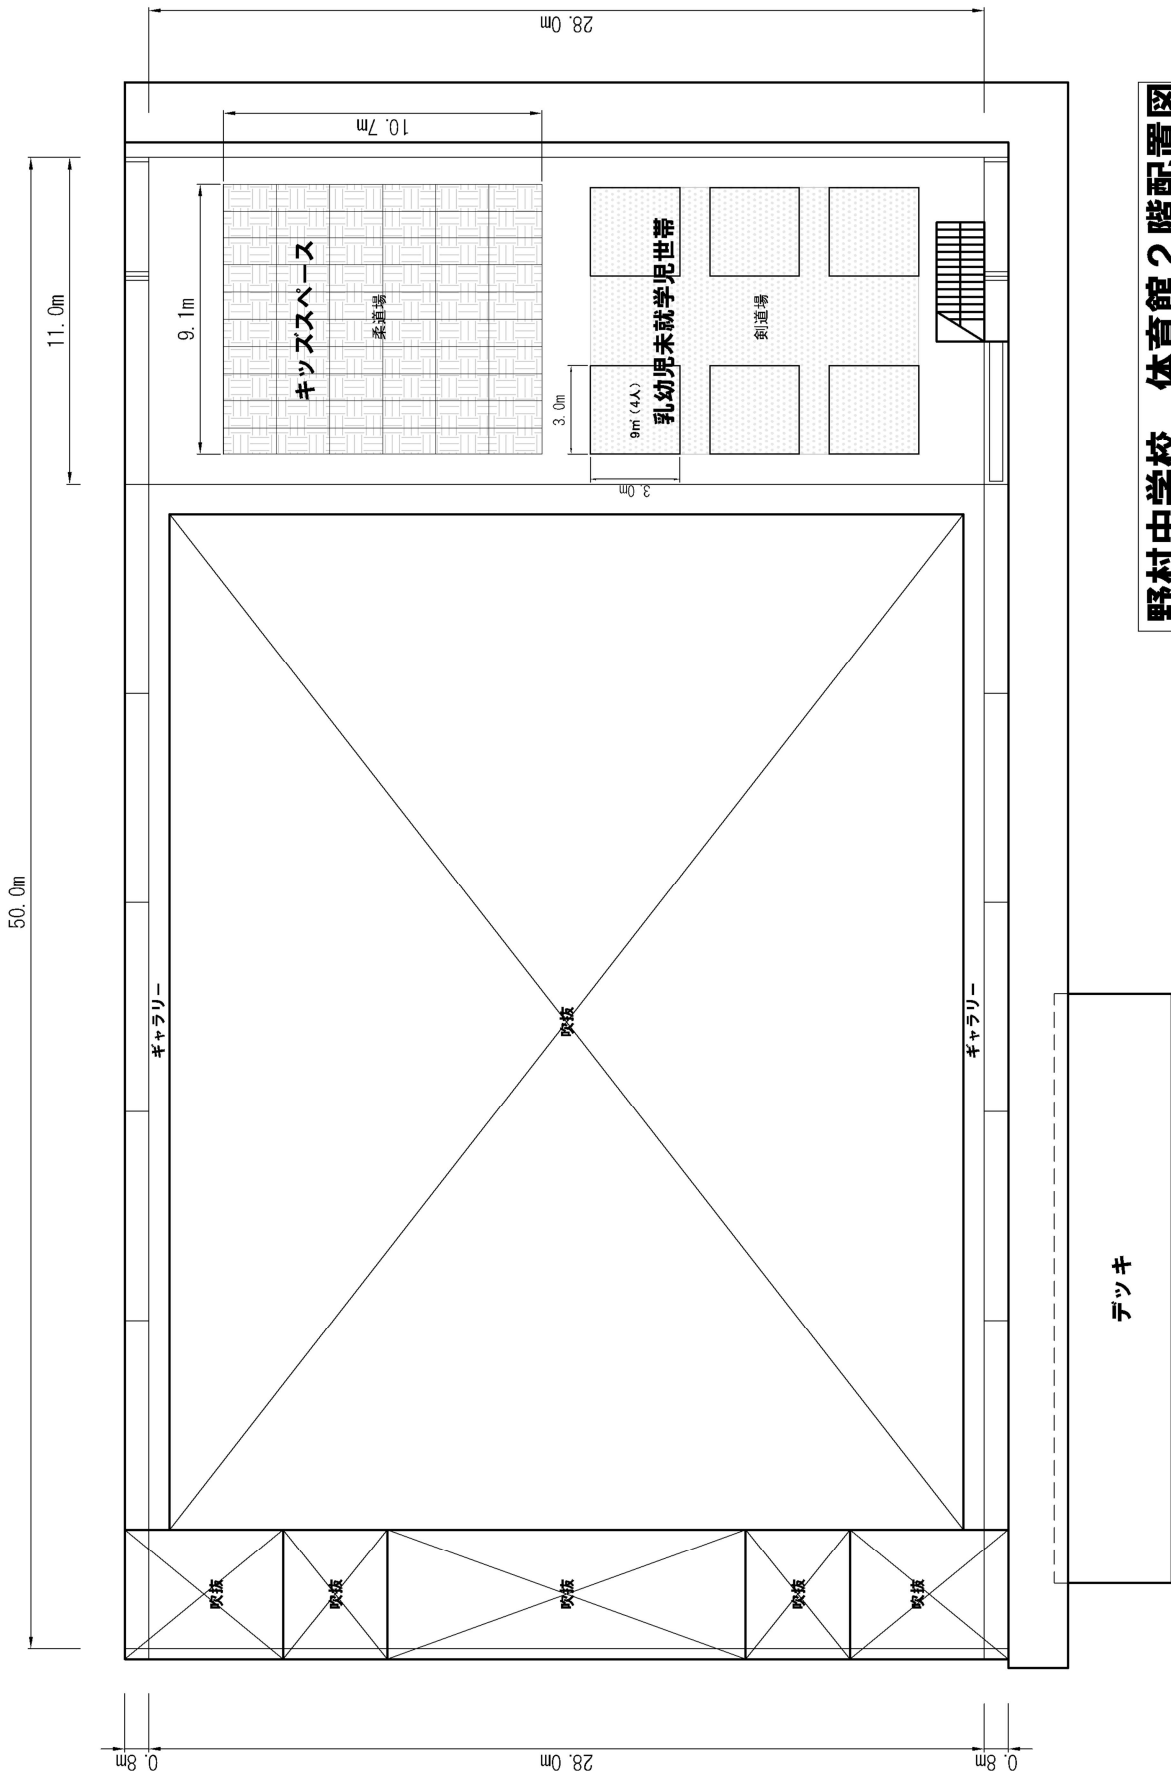 28.0m
50.0m
11.0m
9.1m
10.7m
キッズスペース
柔道場
3.0m
3.0m
9㎡（4人）
乳幼児未就学児世帯
剣道場
ギャラリー
吹抜
ギャラリー
吹抜
吹抜
吹抜
吹抜
吹抜
デッキ
0.8m
28.0m
0.8m
野村中学校　体育館２階配置図